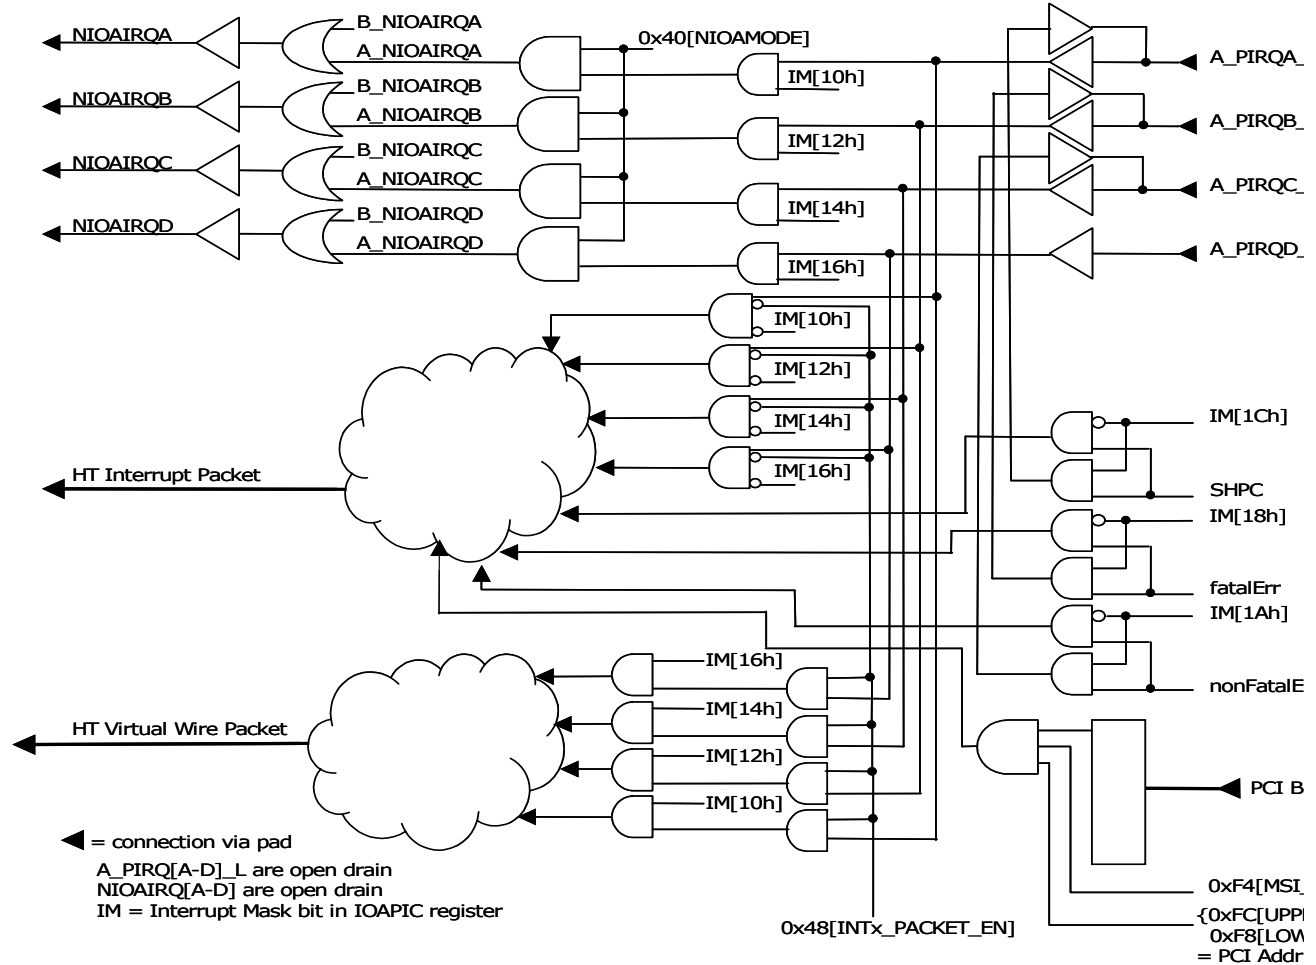 NIOAIRQA
B_NIOAIRQA
A_NIOAIRQA
0x40[NIOAMODE]
IM[10h]
A_PIRQA_
NIOAIRQB
B_NIOAIRQB
A_NIOAIRQB
IM[12h]
A_PIRQB_
NIOAIRQC
B_NIOAIRQC
A_NIOAIRQC
IM[14h]
A_PIRQC_
NIOAIRQD
B_NIOAIRQD
A_NIOAIRQD
IM[16h]
A_PIRQD_
IM[10h]
IM[12h]
IM[14h]
IM[16h]
HT Interrupt Packet
IM[1Ch]
SHPC
IM[18h]
fatalErr
IM[1Ah]
nonFatalE
IM[16h]
IM[14h]
HT Virtual Wire Packet
IM[12h]
IM[10h]
PCI B
= connection via pad
A_PIRQ[A-D]_L are open drain
NIOAIRQ[A-D] are open drain
IM = Interrupt Mask bit in IOAPIC register
0x48[INTx_PACKET_EN]
0xF4[MSI_
{0xFC[UPP
0xF8[LOW
= PCI Addr